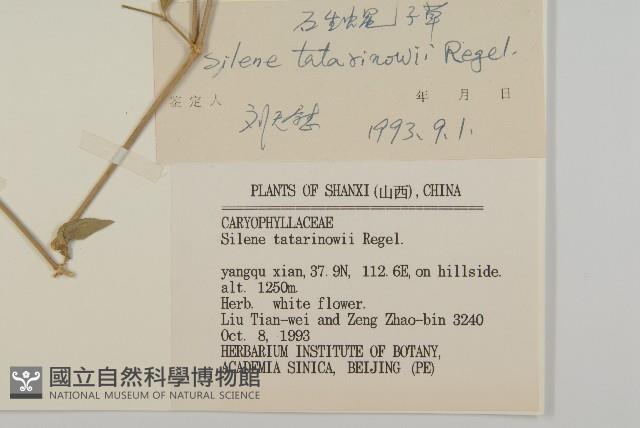 石生蝇子草
Silene tatarinowii Regel.
鉴定人 年 月 日
刘天慰 1993.9.1.
PLANTS OF SHANXI(山西), CHINA
CARYOPHYLLACEAE
Silene tatarinowii Regel.
yangqu xian, 37.9N, 112.6E, on hillside.
alt. 1250m.
Herb. white flower.
Liu Tian-wei and Zeng Zhao-bin 3240
Oct. 8, 1993
HERBARIUM INSTITUTE OF BOTANY,
ACADEMIA SINICA, BEIJING (PE)
國立自然科學博物館
NATIONAL MUSEUM OF NATURAL SCIENCE